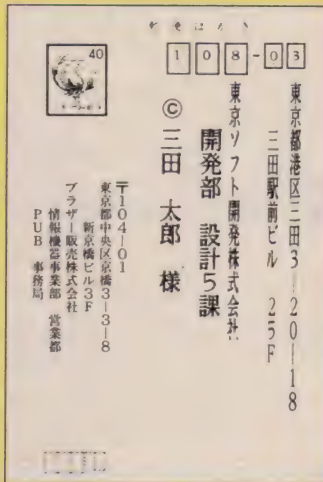 郵便はがき
40
108-03
東京都港区三田3-20-18
三田駅前ビル 25F
東京ソフト開発株式会社
開発部 設計5課
© 三田 太郎 様
〒104-01
東京都中央区京橋3-3-8
新京橋ビル3F
ブラザー販売株式会社
情報機器事業部 営業部
PUB 事務局